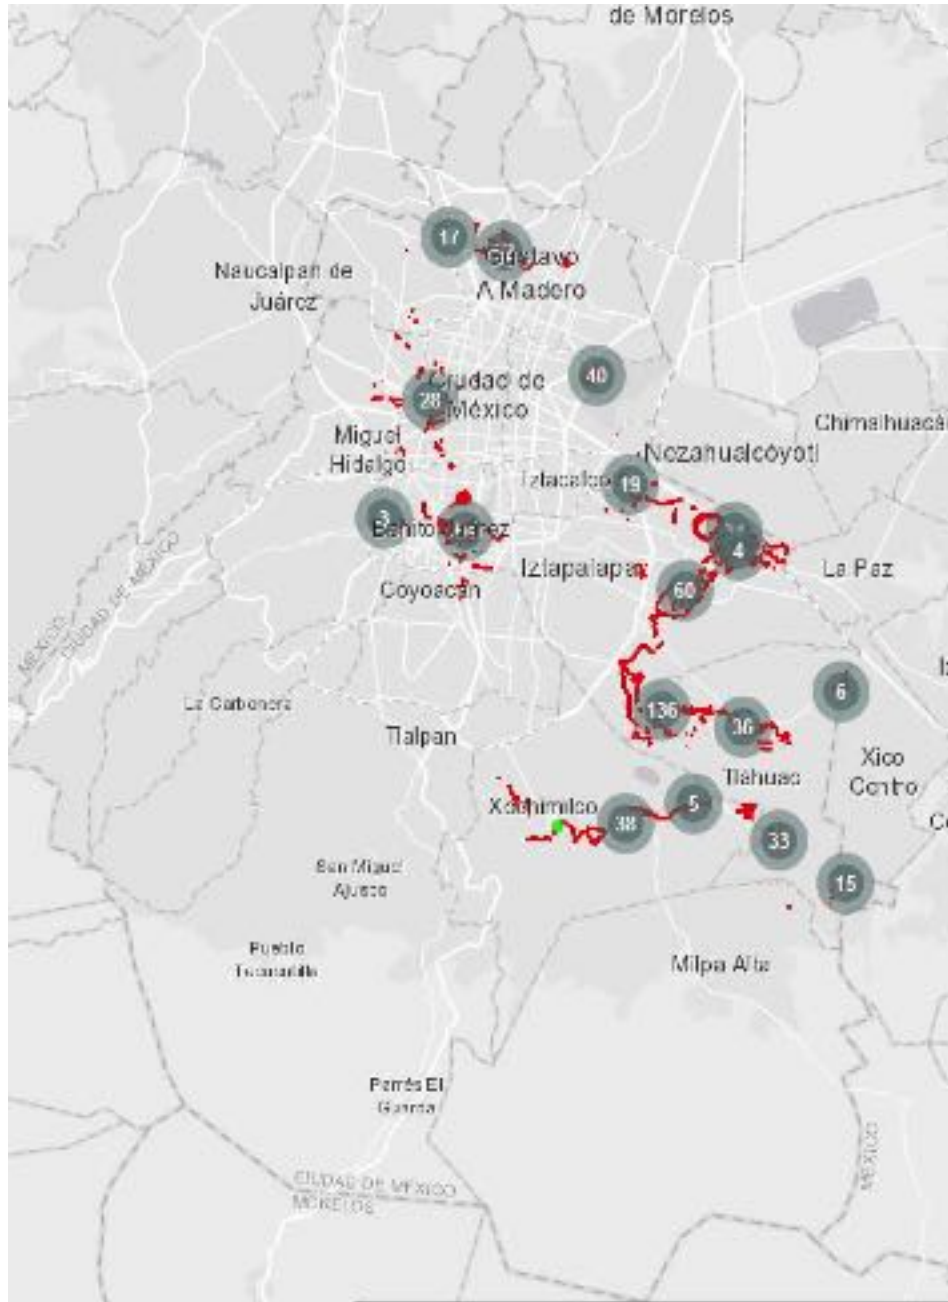 de Morelos
17
Gustavo
A Madero
Naucalpan de
Juárez
40
Ciudad de
México
28
Chimalhuacá
Miguel
Hidalgo
Nezahualcóyotl
Iztacalco
19
3
Benito Juárez
4
Iztapalapa
La Paz
Coyoacán
60
MÉXICO
CIUDAD DE MÉXICO
6
La Carbonera
136
36
Tlalpan
Xico
Centro
Tláhuac
Xochimilco
5
38
33
San Miguel
Ajusco
15
Pueblo
Milpa Alta
Parrés El
Guarda
MÉXICO
CIUDAD DE MÉXICO
MORELOS